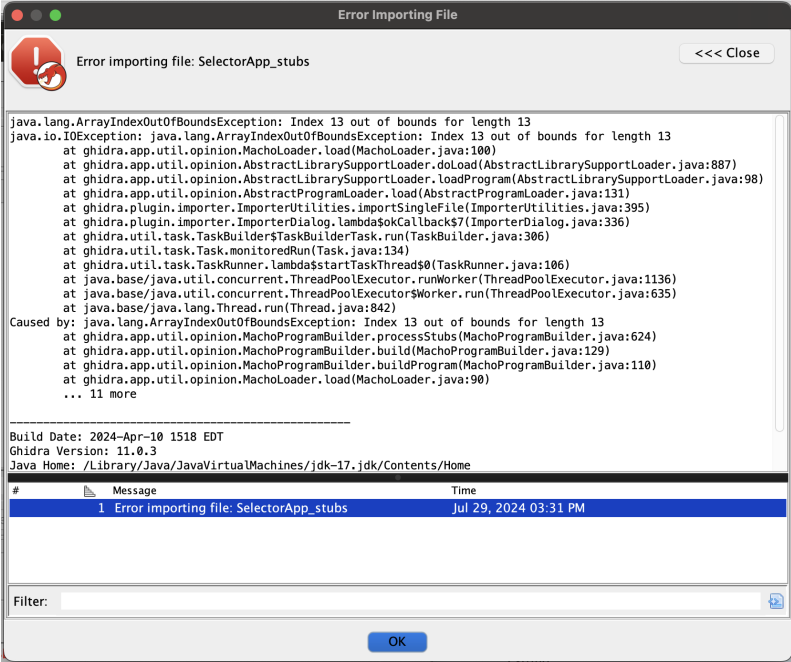 Error Importing File
Error importing file: SelectorApp_stubs
<<< Close
java.lang.ArrayIndexOutOfBoundsException: Index 13 out of bounds for length 13
java.io.IOException: java.lang.ArrayIndexOutOfBoundsException: Index 13 out of bounds for length 13
at ghidra.app.util.opinion.MachoLoader.load(MachoLoader.java:100)
at ghidra.app.util.opinion.AbstractLibrarySupportLoader.doLoad(AbstractLibrarySupportLoader.java:887)
at ghidra.app.util.opinion.AbstractLibrarySupportLoader.loadProgram(AbstractLibrarySupportLoader.java:98)
at ghidra.app.util.opinion.AbstractProgramLoader.load(AbstractProgramLoader.java:131)
at ghidra.plugin.importer.ImporterUtilities.importSingleFile(ImporterUtilities.java:395)
at ghidra.plugin.importer.ImporterDialog.lambda$okCallback$7(ImporterDialog.java:336)
at ghidra.util.task.TaskBuilder$TaskBuilderTask.run(TaskBuilder.java:306)
at ghidra.util.task.Task.monitoredRun(Task.java:134)
at ghidra.util.task.TaskRunner.lambda$startTaskThread$0(TaskRunner.java:106)
at java.base/java.util.concurrent.ThreadPoolExecutor.runWorker(ThreadPoolExecutor.java:1136)
at java.base/java.util.concurrent.ThreadPoolExecutor$Worker.run(ThreadPoolExecutor.java:635)
at java.base/java.lang.Thread.run(Thread.java:842)
Caused by: java.lang.ArrayIndexOutOfBoundsException: Index 13 out of bounds for length 13
at ghidra.app.util.opinion.MachoProgramBuilder.processStubs(MachoProgramBuilder.java:624)
at ghidra.app.util.opinion.MachoProgramBuilder.build(MachoProgramBuilder.java:129)
at ghidra.app.util.opinion.MachoProgramBuilder.buildProgram(MachoProgramBuilder.java:110)
at ghidra.app.util.opinion.MachoLoader.load(MachoLoader.java:90)
... 11 more
---------------------------------------------------
Build Date: 2024-Apr-10 1518 EDT
Ghidra Version: 11.0.3
Java Home: /Library/Java/JavaVirtualMachines/jdk-17.jdk/Contents/Home
# Message Time
1 Error importing file: SelectorApp_stubs Jul 29, 2024 03:31 PM
Filter:
OK